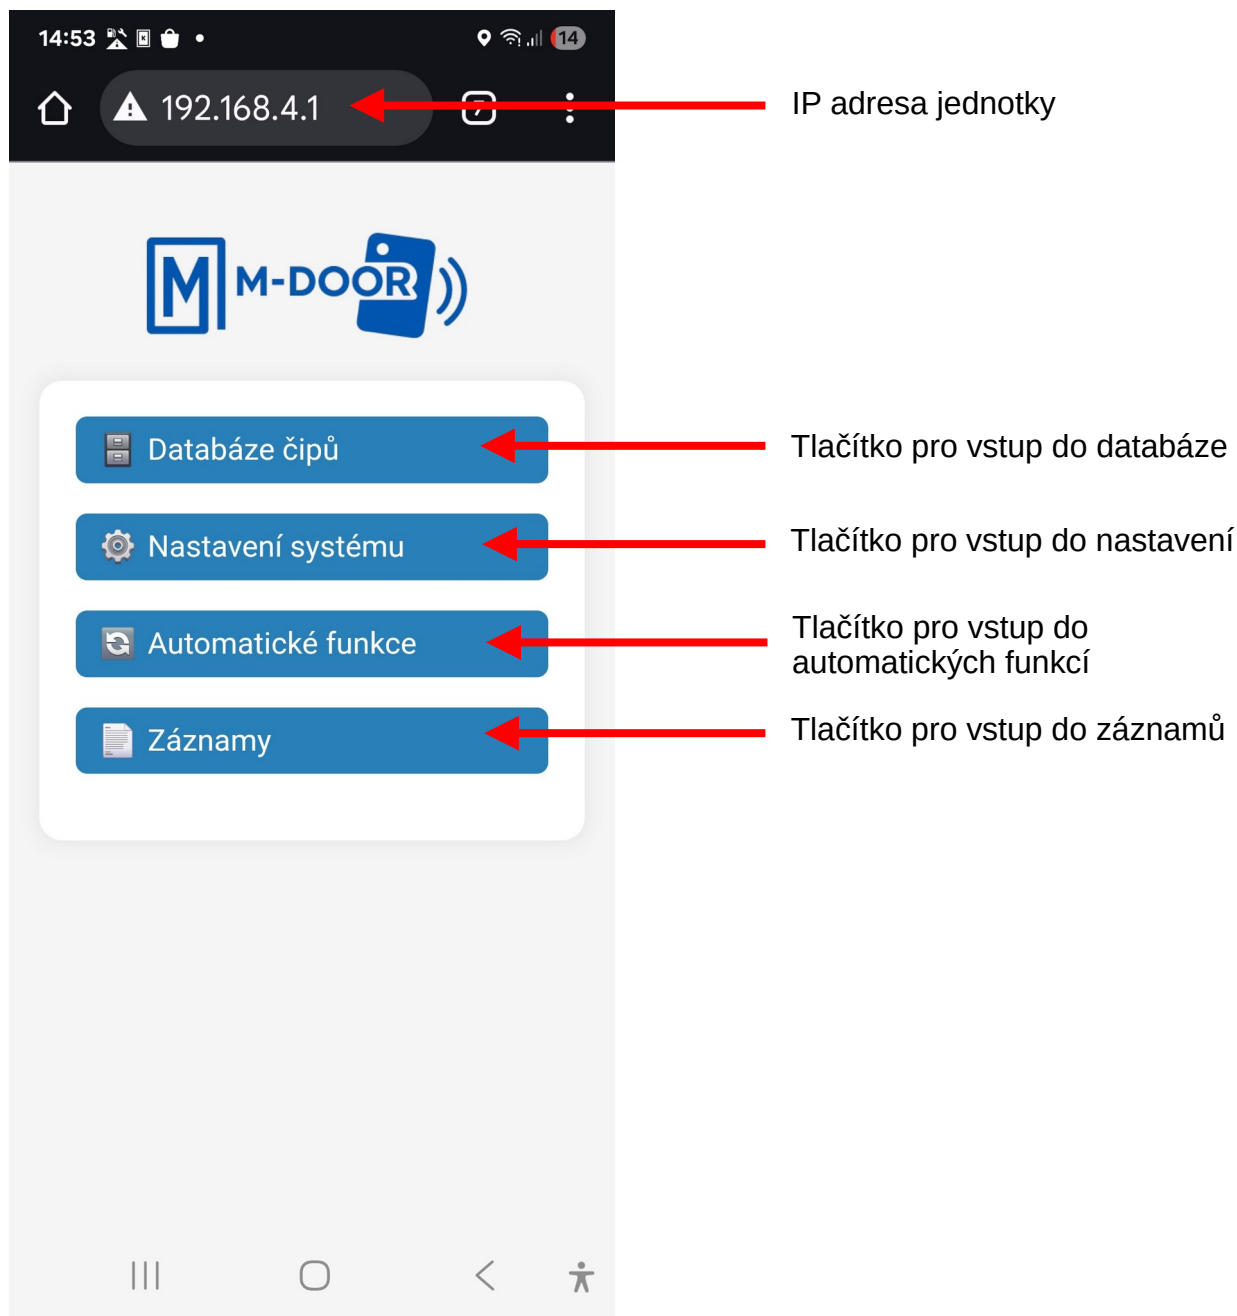 14:53
14
192.168.4.1
7
IP adresa jednotky
M M-DOOR
Databáze čipů
Tlačítko pro vstup do databáze
Nastavení systému
Tlačítko pro vstup do nastavení
Automatické funkce
Tlačítko pro vstup do
automatických funkcí
Záznamy
Tlačítko pro vstup do záznamů